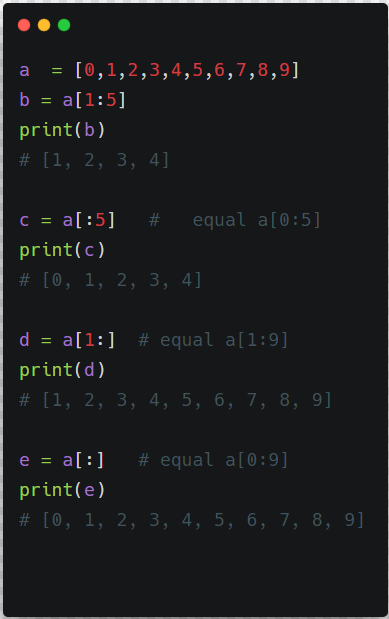 a  = [0,1,2,3,4,5,6,7,8,9]
b = a[1:5]
print(b)
# [1, 2, 3, 4]

c = a[:5]   #   equal a[0:5]
print(c)
# [0, 1, 2, 3, 4]

d = a[1:]  # equal a[1:9]
print(d)
# [1, 2, 3, 4, 5, 6, 7, 8, 9]

e = a[:]   # equal a[0:9]
print(e)
# [0, 1, 2, 3, 4, 5, 6, 7, 8, 9]